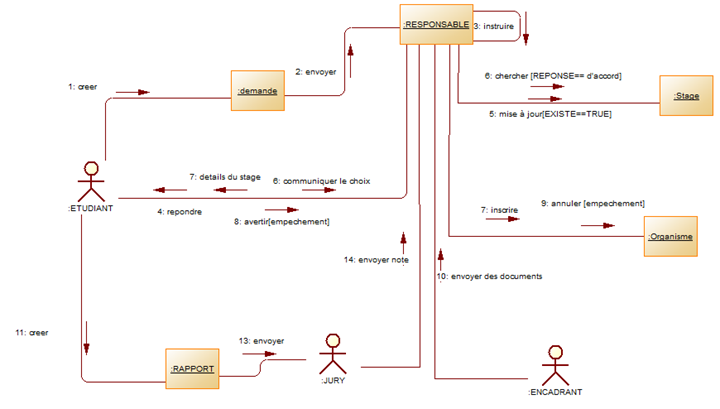 :RESPONSABLE
3: instruire
2: envoyer
6: chercher [REPONSE== d'accord]
1: creer
:demande
:Stage
5: mise à jour[EXISTE==TRUE]
7: details du stage
6: communiquer le choix
:ETUDIANT
4: repondre
8: avertir[empechement]
7: inscrire
9: annuler [empechement]
:Organisme
14: envoyer note
10: envoyer des documents
11: creer
13: envoyer
:RAPPORT
:JURY
:ENCADRANT